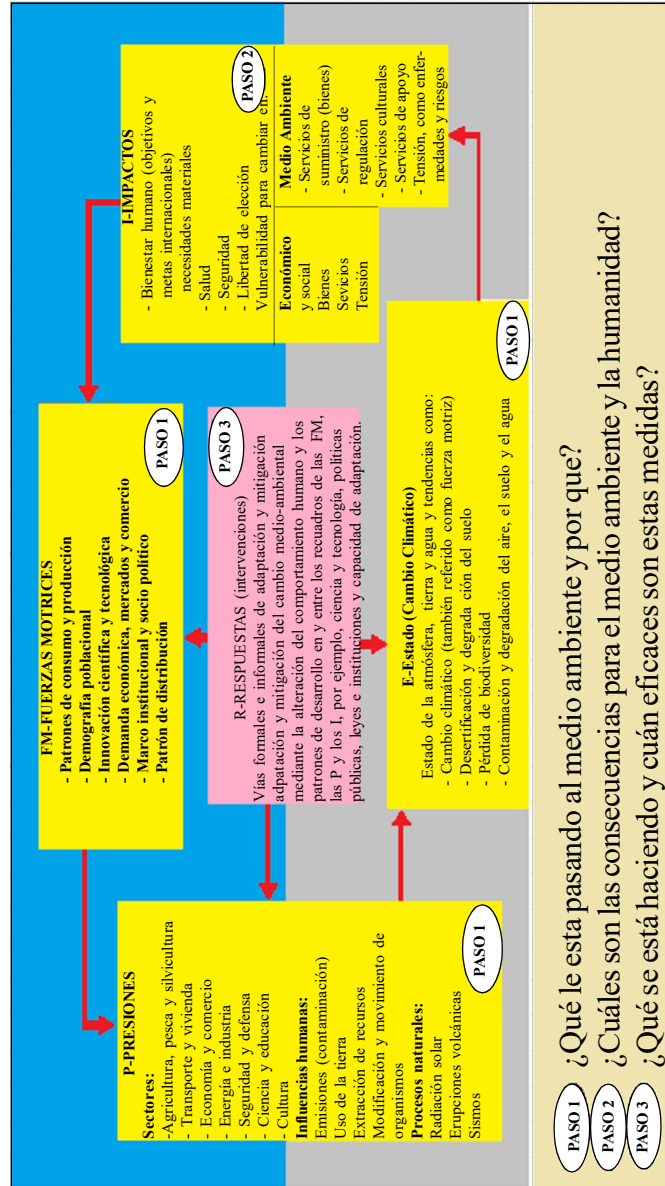 FM-FUERZAS MOTRICES
- Patrones de consumo y producción
- Demografia poblacional
- Innovación científica y tecnológica
- Demanda económica, mercados y comercio
- Marco institucional y socio político
- Patrón de distribución
PASO 1
P-PRESIONES
Sectores:
-Agricultura, pesca y silvicultura
- Transporte y vivienda
- Economía y comercio
- Energía e industria
- Seguridad y defensa
- Ciencia y educación
- Cultura
Influencias humanas:
Emisiones (contaminación)
Uso de la tierra
Extracción de recursos
Modificación y movimiento de
organismos
Procesos naturales:
Radiación solar
Erupciones volcánicas
Sismos
PASO 1
R-RESPUESTAS (intervenciones)
Vías formales e informales de adaptación y mitigación
adpatación y mitigación del cambio medio-ambiental
mediante la alteración del comportamiento humano y los
patrones de desarrollo en y entre los recuadros de las FM,
las P y los I, por ejemplo, ciencia y tecnología, políticas
públicas, leyes e instituciones y capacidad de adaptación.
PASO 3
I-IMPACTOS
- Bienestar humano (objetivos y
metas internacionales)
necesidades materiales
- Salud
- Seguridad
- Libertad de elección
Vulnerabilidad para cambiar en:
PASO 2
Económico
y social
Bienes
Sevicios
Tensión
Medio Ambiente
- Servicios de
suministro (bienes)
- Servicios de
regulación
- Servicios culturales
- Servicios de apoyo
- Tensión, como enfer-
medades y riesgos
E-Estado (Cambio Climático)
Estado de la atmósfera, tierra y agua y tendencias como:
- Cambio climático (también referido como fuerza motriz)
- Desertificación y degrada ción del suelo
- Pérdida de biodiversidad
- Contaminación y degradación del aire, el suelo y el agua
PASO 1
PASO 1 ¿Qué le esta pasando al medio ambiente y por que?
PASO 2 ¿Cuáles son las consecuencias para el medio ambiente y la humanidad?
PASO 3 ¿Qué se está haciendo y cuán eficaces son estas medidas?